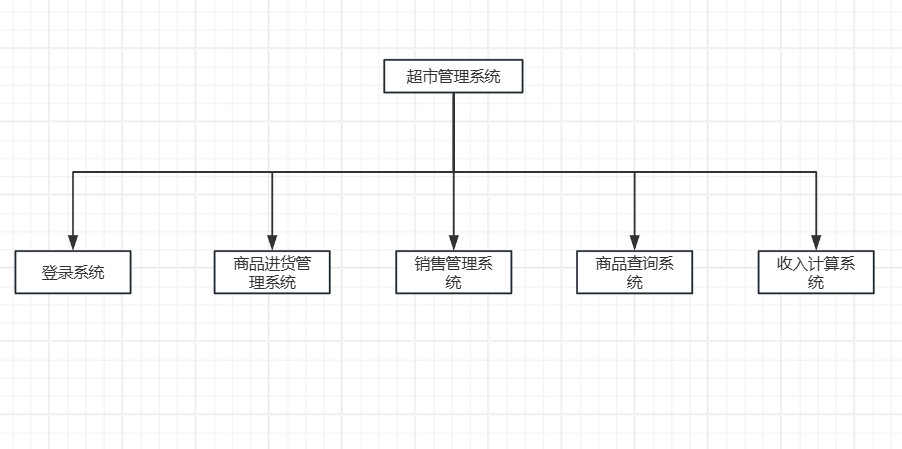 超市管理系统
登录系统
商品进货管
理系统
销售管理系
统
商品查询系
统
收入计算系
统